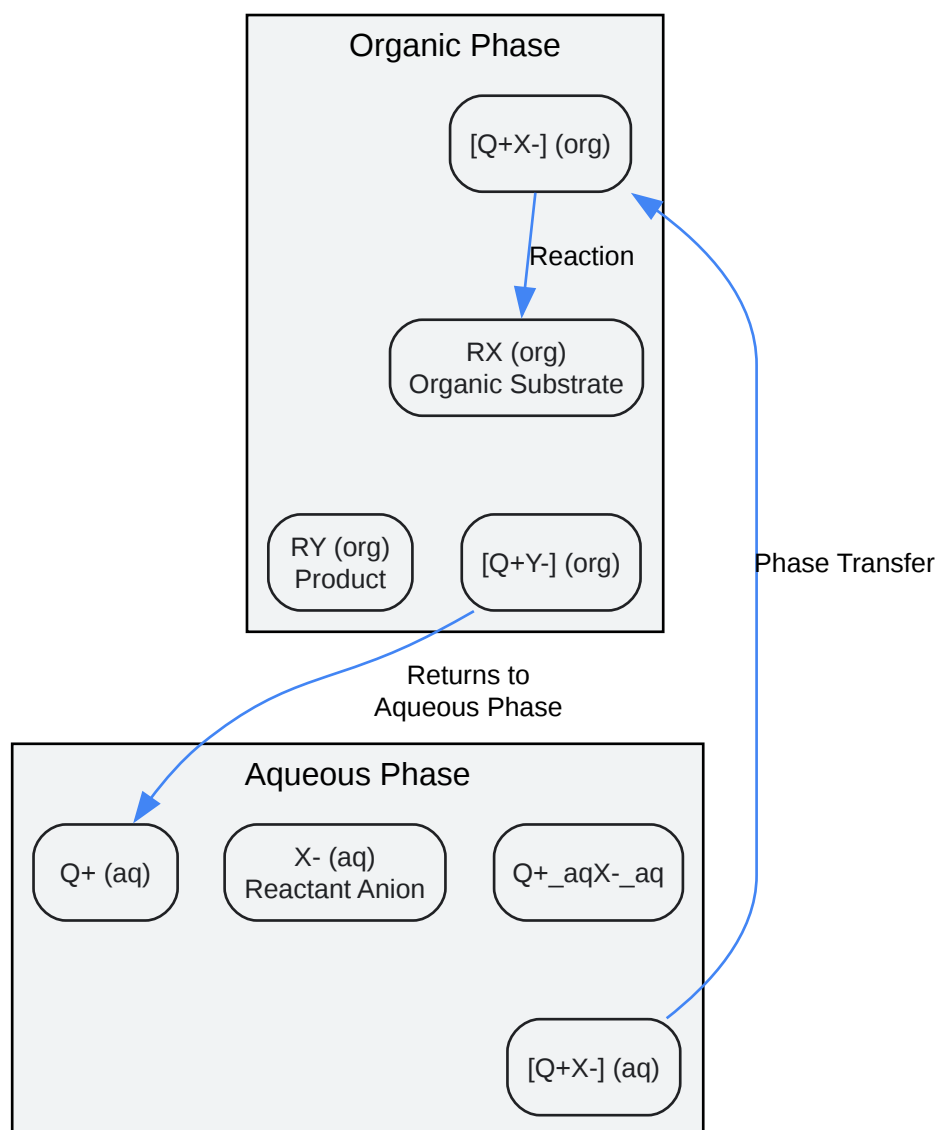 Organic Phase
[Q+X-] (org)
Reaction
RX (org)
Organic Substrate
RY (org)
Product
[Q+Y-] (org)
Phase Transfer
Returns to
Aqueous Phase
Aqueous Phase
Q+ (aq)
X- (aq)
Reactant Anion
Q+_aqX-_aq
[Q+X-] (aq)